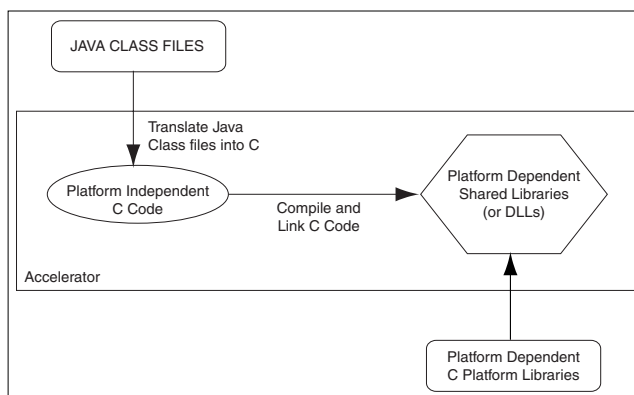 JAVA CLASS FILES
Translate Java
Class files into C
Platform Independent
C Code
Compile and
Link C Code
Platform Dependent
Shared Libraries
(or DLLs)
Accelerator
Platform Dependent
C Platform Libraries